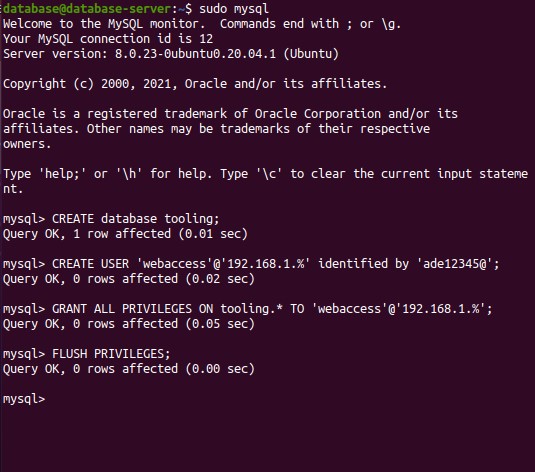 database@database-server:~$ sudo mysql
Welcome to the MySQL monitor.  Commands end with ; or \g.
Your MySQL connection id is 12
Server version: 8.0.23-0ubuntu0.20.04.1 (Ubuntu)
Copyright (c) 2000, 2021, Oracle and/or its affiliates.
Oracle is a registered trademark of Oracle Corporation and/or its
affiliates. Other names may be trademarks of their respective
owners.
Type 'help;' or '\h' for help. Type '\c' to clear the current input stateme
nt.
mysql> CREATE database tooling;
Query OK, 1 row affected (0.01 sec)
mysql> CREATE USER 'webaccess'@'192.168.1.%' identified by 'ade12345@';
Query OK, 0 rows affected (0.02 sec)
mysql> GRANT ALL PRIVILEGES ON tooling.* TO 'webaccess'@'192.168.1.%';
Query OK, 0 rows affected (0.05 sec)
mysql> FLUSH PRIVILEGES;
Query OK, 0 rows affected (0.00 sec)
mysql>